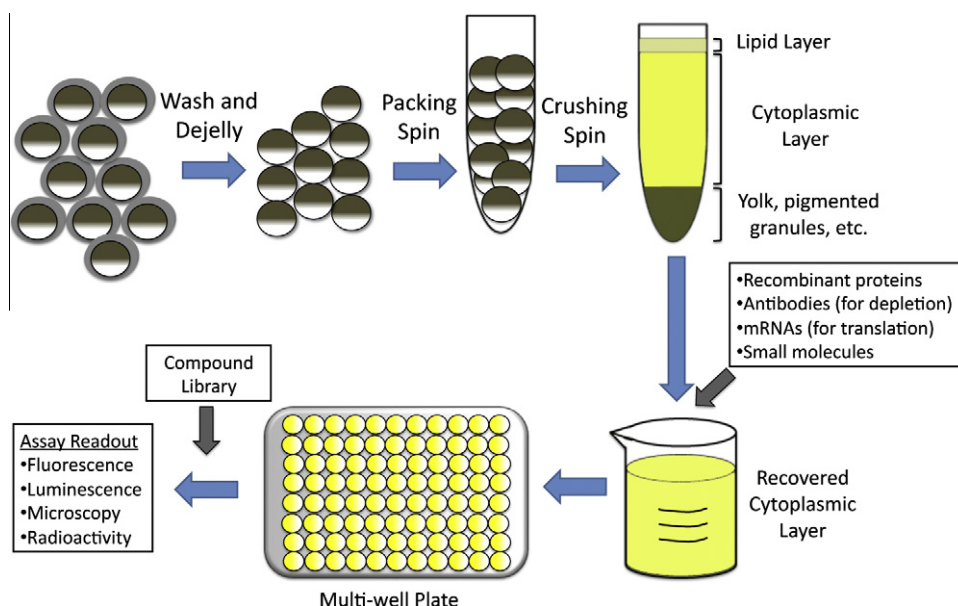 Wash and
Dejelly
Packing
Spin
Crushing
Spin
Lipid Layer
Cytoplasmic
Layer
Yolk, pigmented
granules, etc.
•Recombinant proteins
•Antibodies (for depletion)
•mRNAs (for translation)
•Small molecules
Compound
Library
Assay Readout
•Fluorescence
•Luminescence
•Microscopy
•Radioactivity
Recovered
Cytoplasmic
Layer
Multi-well Plate